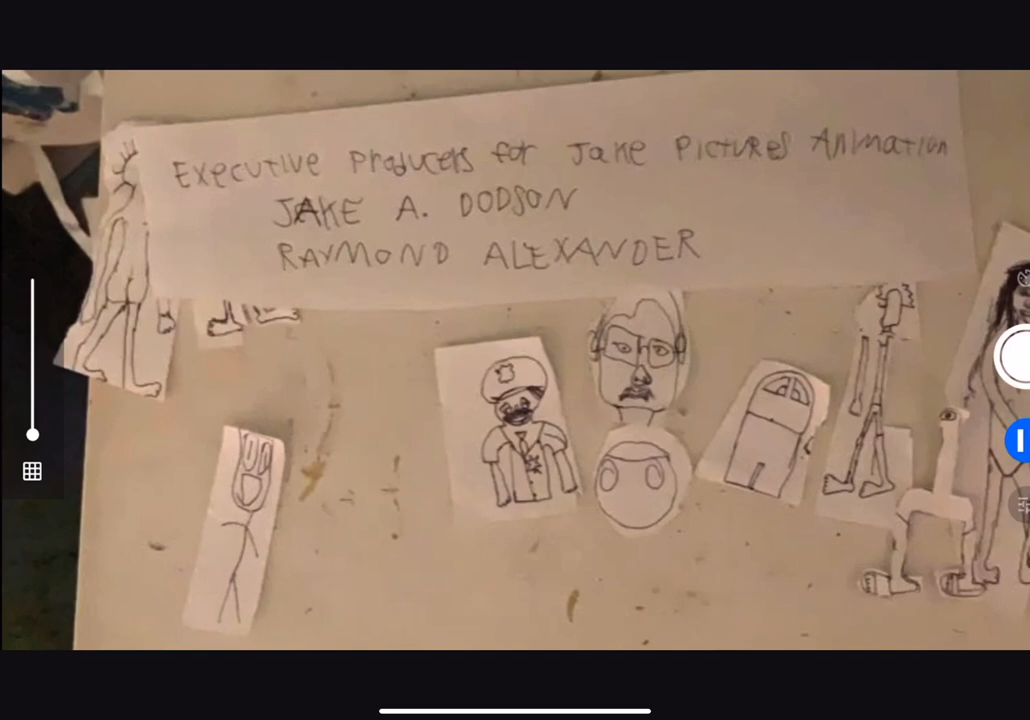 Executive Producers for Jake Pictures Animation
JAKE A. DODSON
RAYMOND ALEXANDER